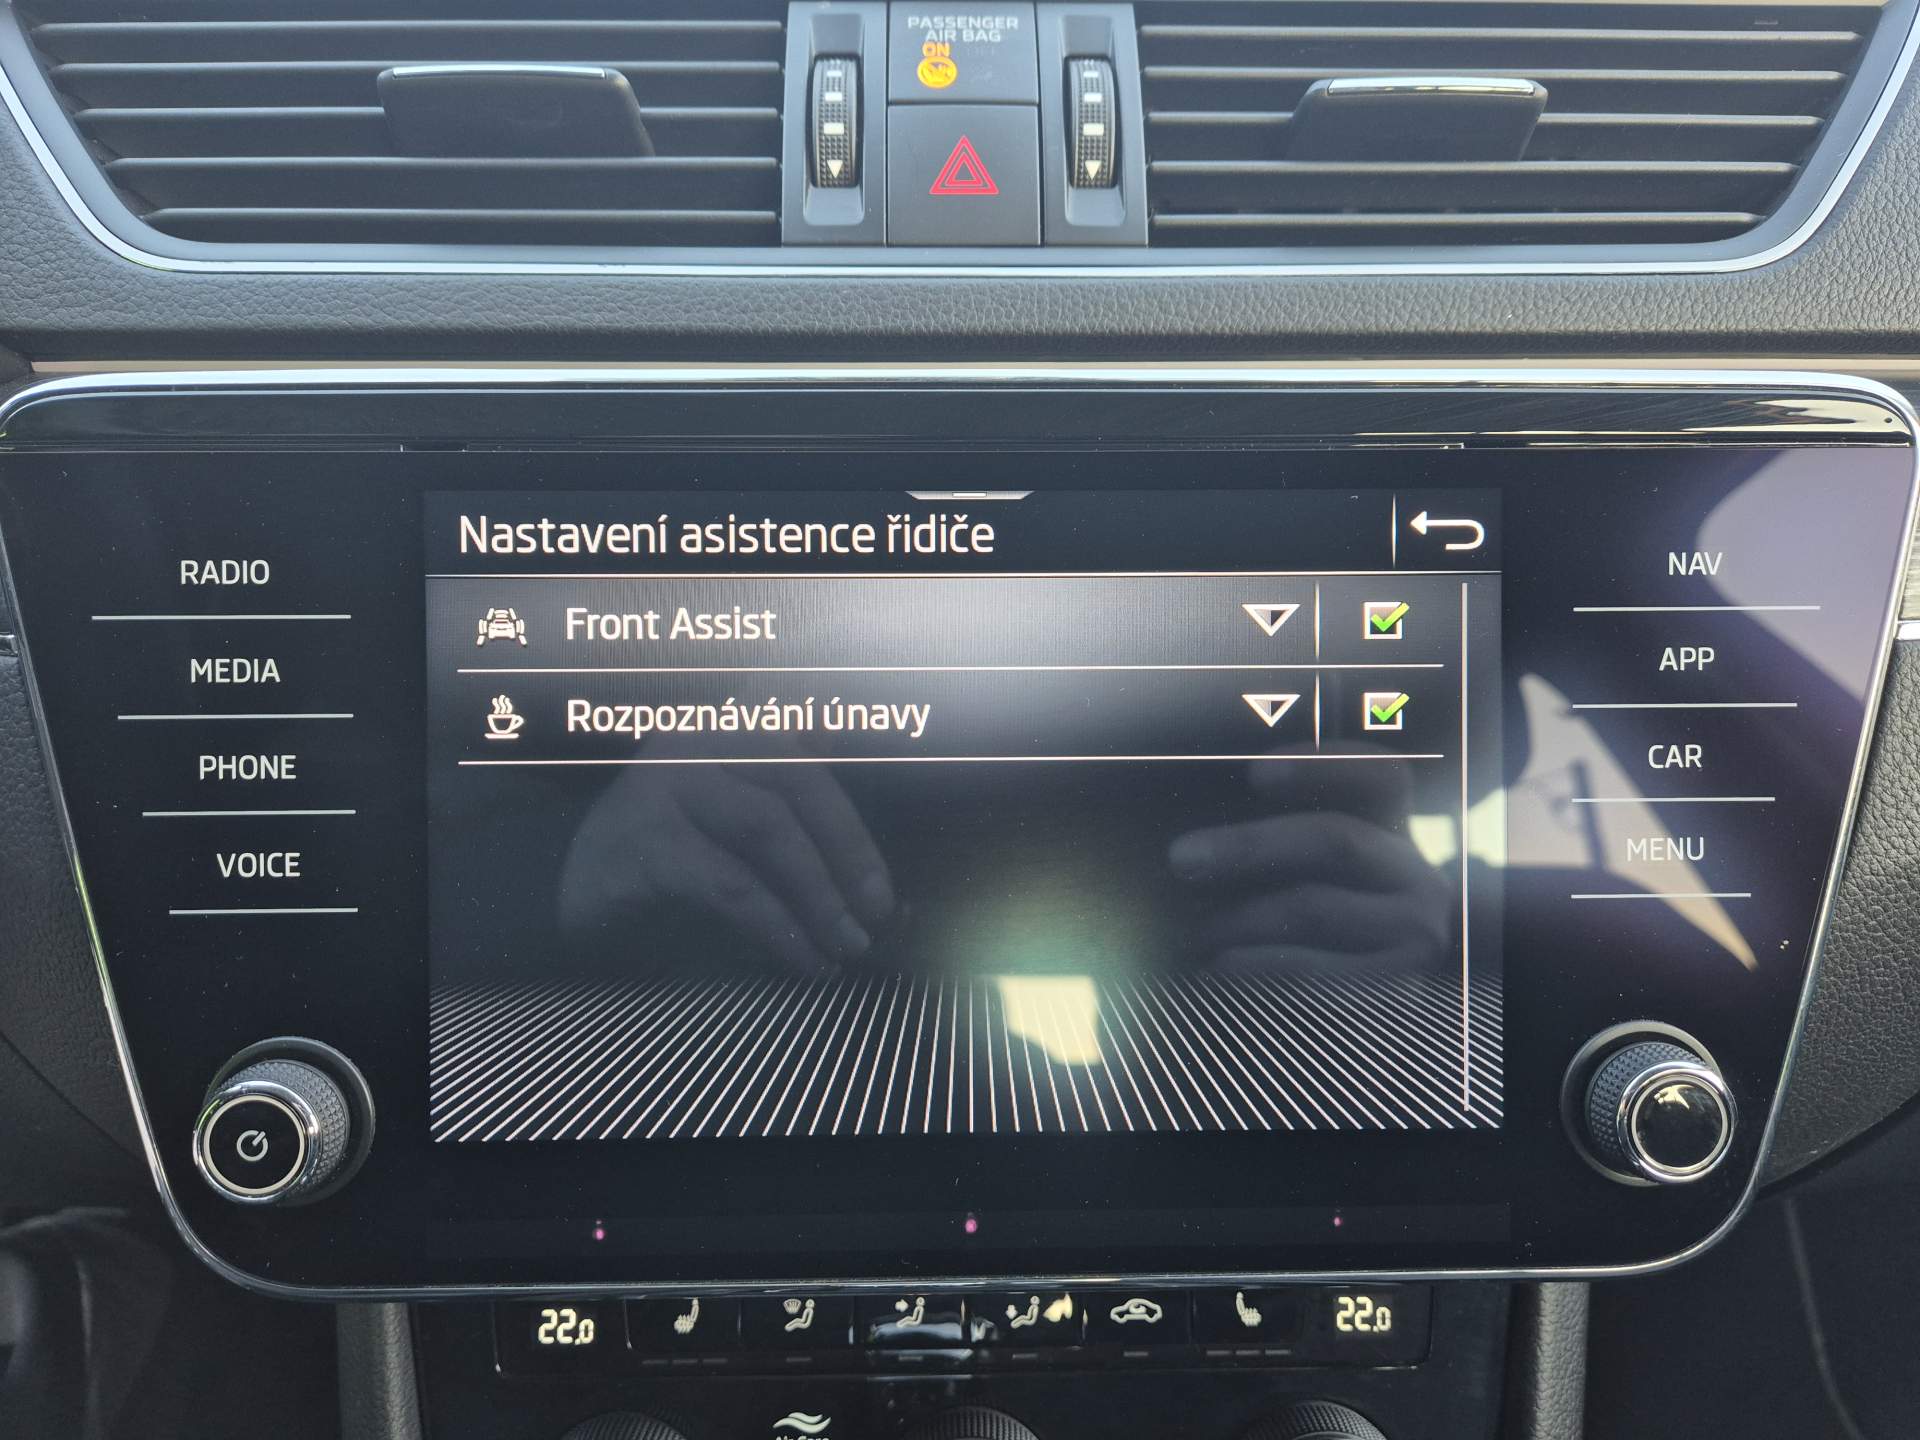 PASSENGER
AIR BAG
ON
Nastavení asistence řidiče
RADIO
MEDIA
PHONE
VOICE
Front Assist
Rozpoznávání únavy
NAV
APP
CAR
MENU
22,0
22,0